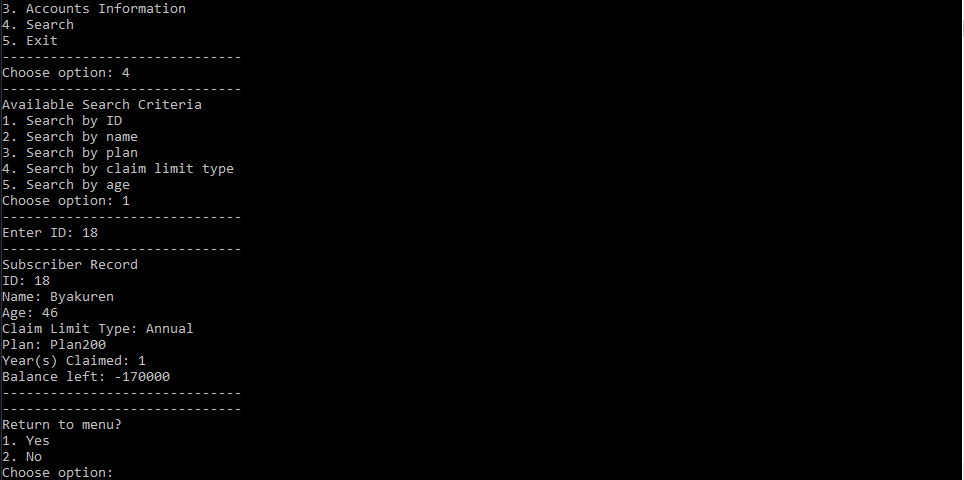 3. Accounts Information
4. Search
5. Exit
------------------------------
Choose option: 4
------------------------------
Available Search Criteria
1. Search by ID
2. Search by name
3. Search by plan
4. Search by claim limit type
5. Search by age
Choose option: 1
------------------------------
Enter ID: 18
------------------------------
Subscriber Record
ID: 18
Name: Byakuren
Age: 46
Claim Limit Type: Annual
Plan: Plan200
Year(s) Claimed: 1
Balance left: -170000
------------------------------
------------------------------
Return to menu?
1. Yes
2. No
Choose option: